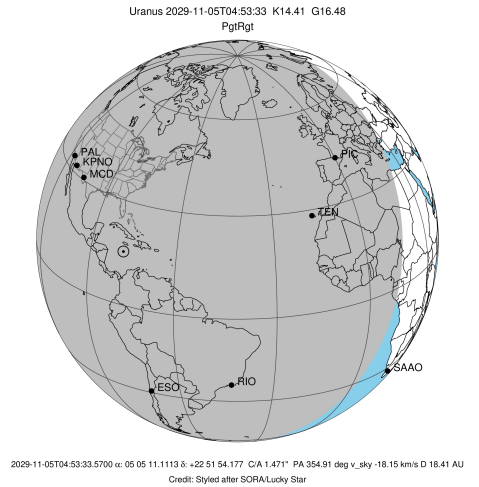 Uranus 2029-11-05T04:53:33 K14.41 G16.48
PgtRgt
PAL
KPNO
MCD
PIC
TEN
SAAO
RIO
ESO
2029-11-05T04:53:33.5700 α: 05 05 11.1113 δ: +22 51 54.177 C/A 1.471" PA 354.91 deg v_sky -18.15 km/s D 18.41 AU
Credit: Styled after SORA/Lucky Star